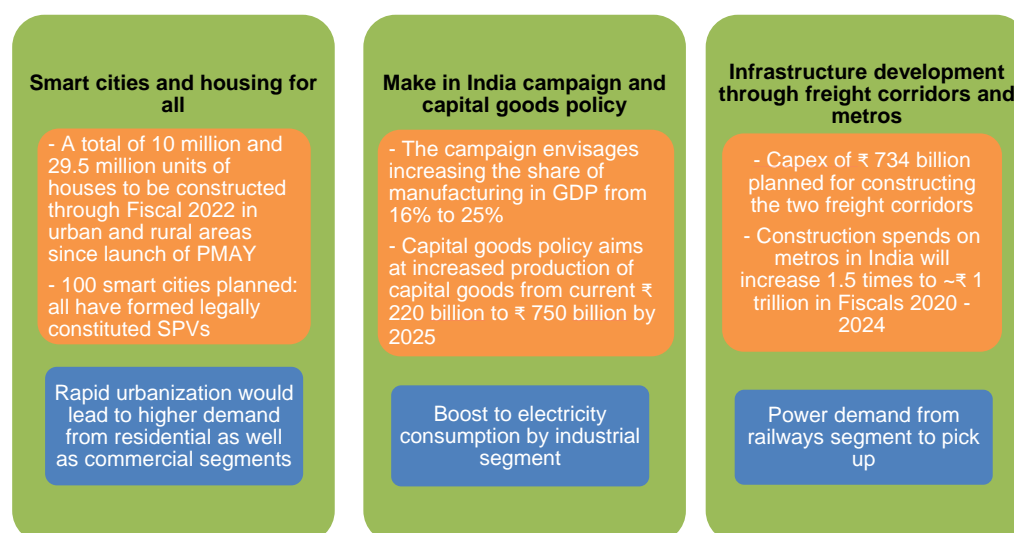 Smart cities and housing for
all
- A total of 10 million and
29.5 million units of
houses to be constructed
through Fiscal 2022 in
urban and rural areas
since launch of PMAY
- 100 smart cities planned:
all have formed legally
constituted SPVs
Rapid urbanization would
lead to higher demand
from residential as well
as commercial segments
Make in India campaign and
capital goods policy
- The campaign envisages
increasing the share of
manufacturing in GDP from
16% to 25%
- Capital goods policy aims
at increased production of
capital goods from current ₹
220 billion to ₹ 750 billion by
2025
Boost to electricity
consumption by industrial
segment
Infrastructure development
through freight corridors and
metros
- Capex of ₹ 734 billion
planned for constructing
the two freight corridors
- Construction spends on
metros in India will
increase 1.5 times to ~₹ 1
trillion in Fiscals 2020 -
2024
Power demand from
railways segment to pick
up